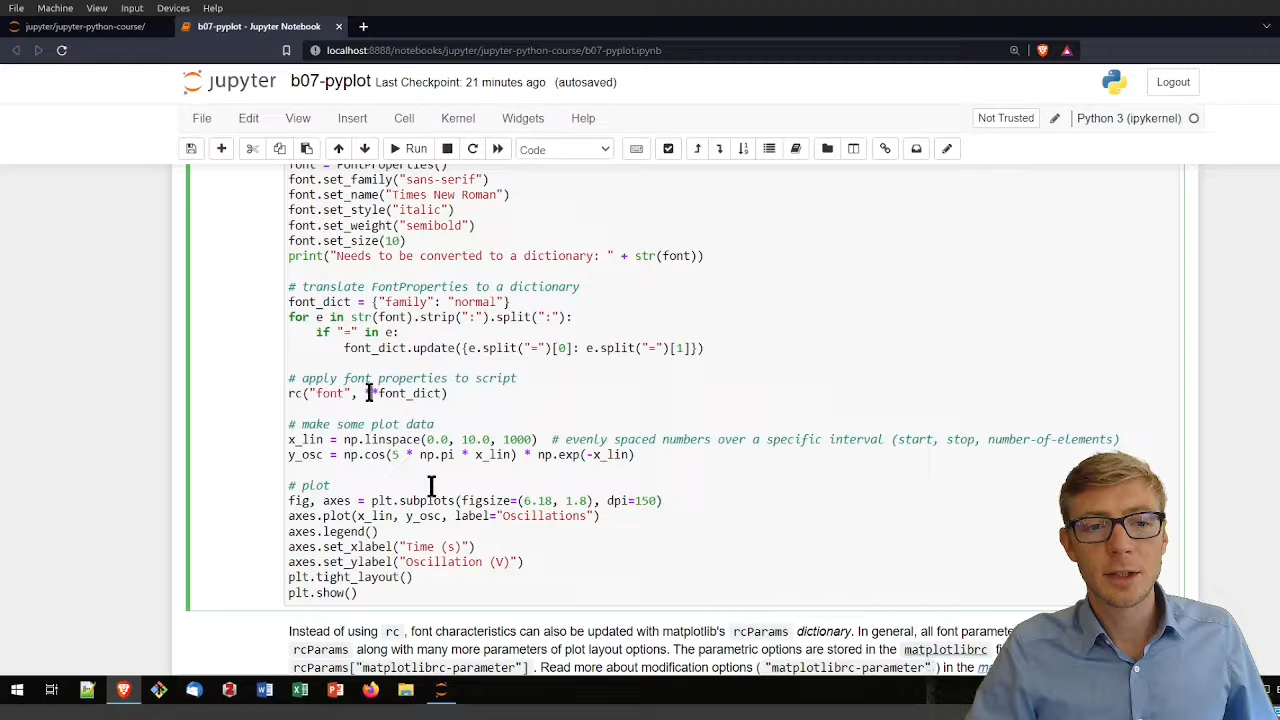 File Machine View Input Devices Help
jupyter/jupyter-python-course/ b07-pyplot - Jupyter Notebook
localhost:8888/notebooks/jupyter/jupyter-python-course/b07-pyplot.ipynb
jupyter b07-pyplot Last Checkpoint: 21 minutes ago (autosaved) Logout
File Edit View Insert Cell Kernel Widgets Help Not Trusted Python 3 (ipykernel)
Run Code
font = FontProperties()
font.set_family("sans-serif")
font.set_name("Times New Roman")
font.set_style("italic")
font.set_weight("semibold")
font.set_size(10)
print("Needs to be converted to a dictionary: " + str(font))
# translate FontProperties to a dictionary
font_dict = {"family": "normal"}
for e in str(font).strip(":").split(":"):
if "=" in e:
font_dict.update({e.split("=")[0]: e.split("=")[1]})
# apply font properties to script
rc("font", **font_dict)
# make some plot data
x_lin = np.linspace(0.0, 10.0, 1000) # evenly spaced numbers over a specific interval (start, stop, number-of-elements)
y_osc = np.cos(5 * np.pi * x_lin) * np.exp(-x_lin)
# plot
fig, axes = plt.subplots(figsize=(6.18, 1.8), dpi=150)
axes.plot(x_lin, y_osc, label="Oscillations")
axes.legend()
axes.set_xlabel("Time (s)")
axes.set_ylabel("Oscillation (V)")
plt.tight_layout()
plt.show()
Instead of using rc , font characteristics can also be updated with matplotlib's rcParams dictionary. In general, all font parame
rcParams along with many more parameters of plot layout options. The parametric options are stored in the matplotlibrc
rcParams["matplotlibrc-parameter"] . Read more about modification options ( "matplotlibrc-parameter") in the